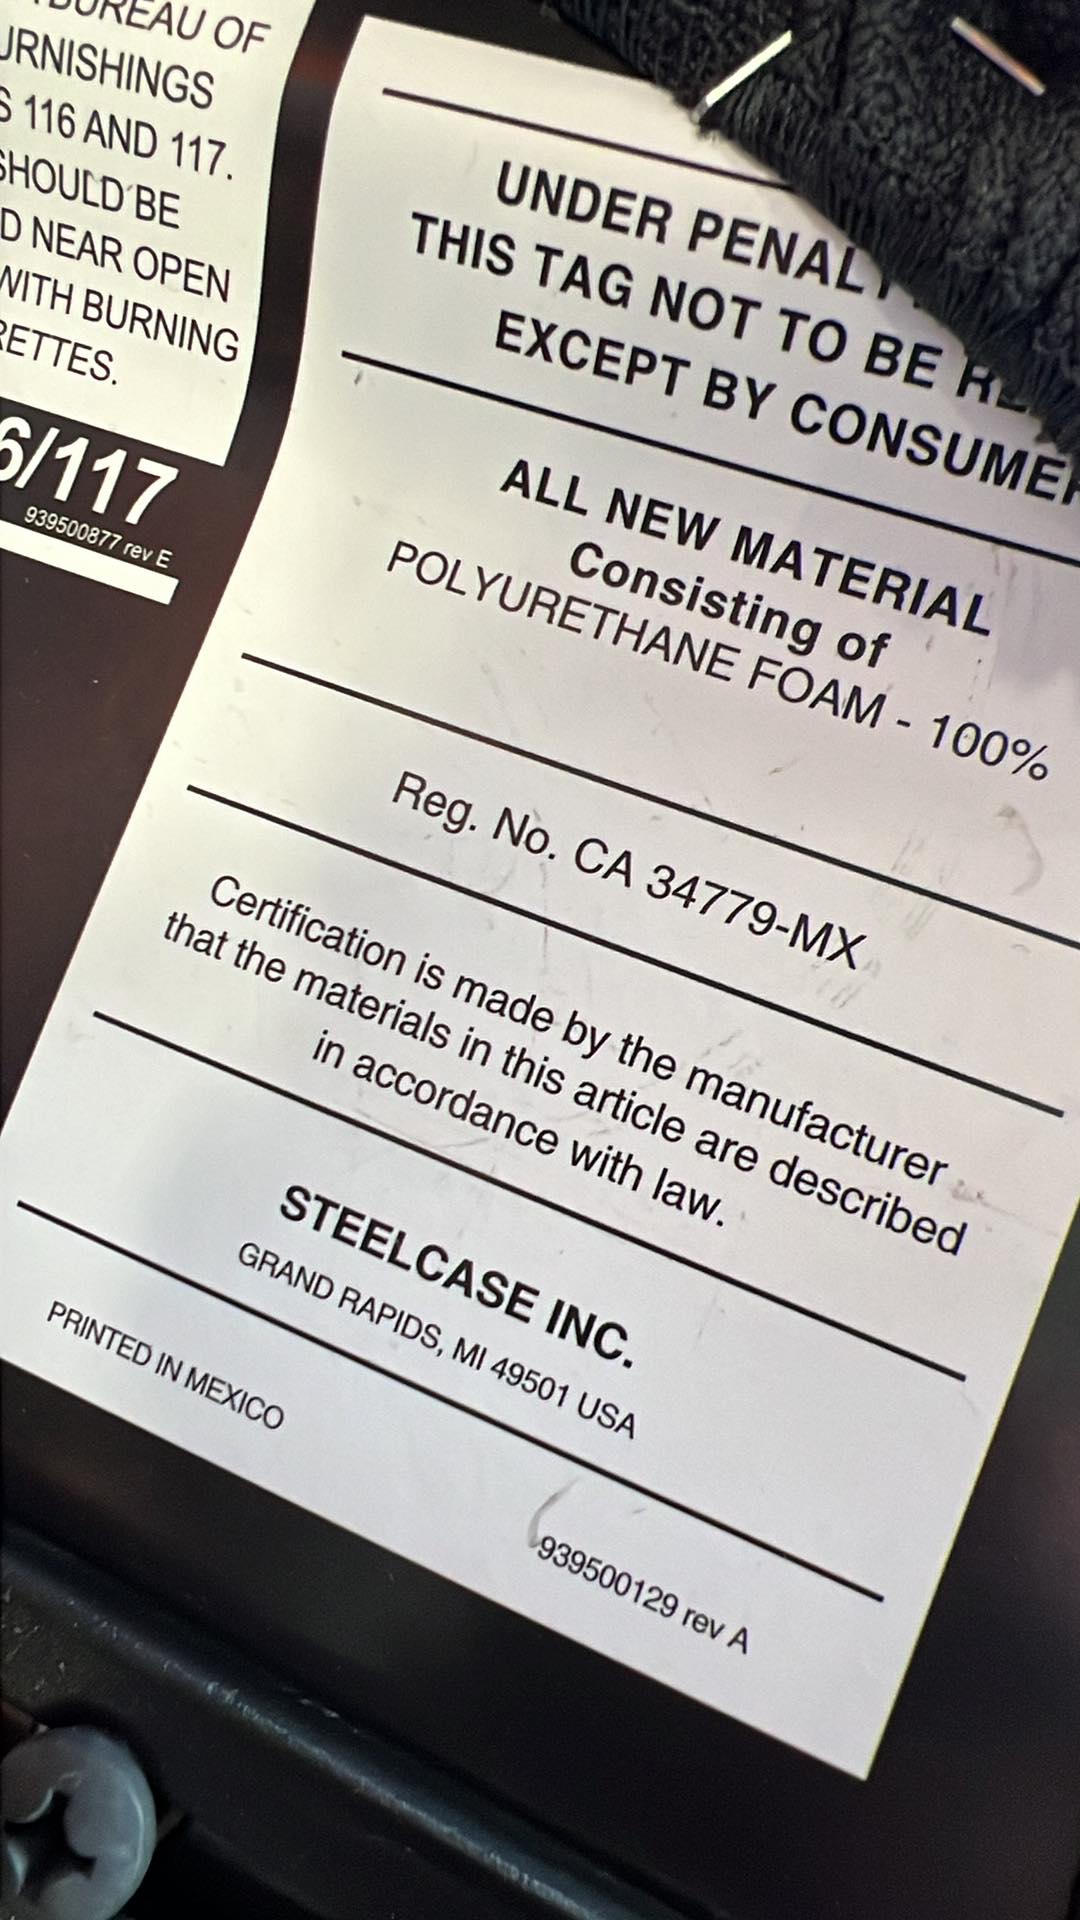 BUREAU OF
URNISHINGS
S 116 AND 117.
SHOULD BE
D NEAR OPEN
WITH BURNING
RETTES.
6/117
939500877 rev E
UNDER PENAL
THIS TAG NOT TO BE
EXCEPT BY CONSUMER
ALL NEW MATERIAL
Consisting of
POLYURETHANE FOAM - 100%
Reg. No. CA 34779-MX
Certification is made by the manufacturer
that the materials in this article are described
in accordance with law.
STEELCASE INC.
GRAND RAPIDS, MI 49501 USA
PRINTED IN MEXICO
939500129 rev A